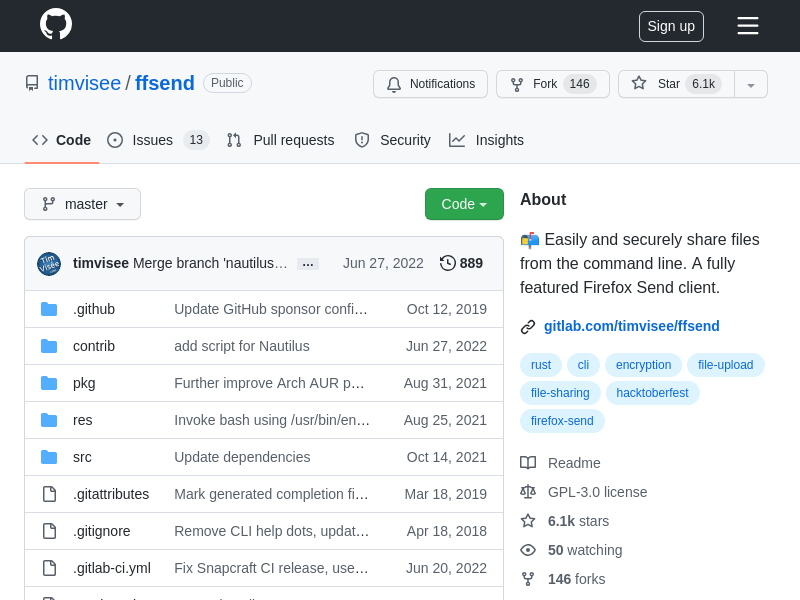 Sign up
timvisee / ffsend Public
Notifications Fork 146 Star 6.1k
Code Issues 13 Pull requests Security Insights
master Code
timvisee Merge branch 'nautilus… … Jun 27, 2022 889
.github Update GitHub sponsor confi… Oct 12, 2019
contrib add script for Nautilus Jun 27, 2022
pkg Further improve Arch AUR p… Aug 31, 2021
res Invoke bash using /usr/bin/en… Aug 25, 2021
src Update dependencies Oct 14, 2021
.gitattributes Mark generated completion fi… Mar 18, 2019
.gitignore Remove CLI help dots, updat… Apr 18, 2018
.gitlab-ci.yml Fix Snapcraft CI release, use… Jun 20, 2022
About
Easily and securely share files
from the command line. A fully
featured Firefox Send client.
gitlab.com/timvisee/ffsend
rust cli encryption file-upload
file-sharing hacktoberfest
firefox-send
Readme
GPL-3.0 license
6.1k stars
50 watching
146 forks